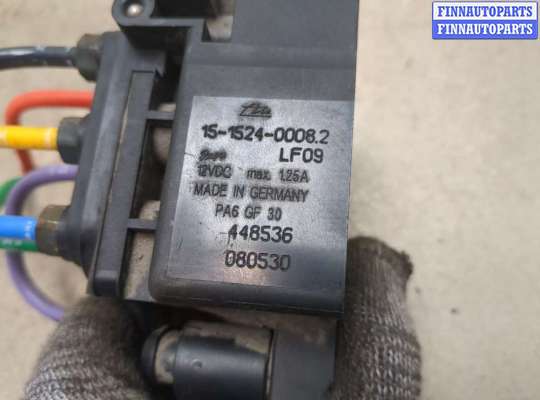 FINNAUTOPARTS
FINNAUTOPARTS
15-1524-0008.2
LF09
12VDC max. 1.25A
MADE IN GERMANY
PA6 GF 30
448536
080530